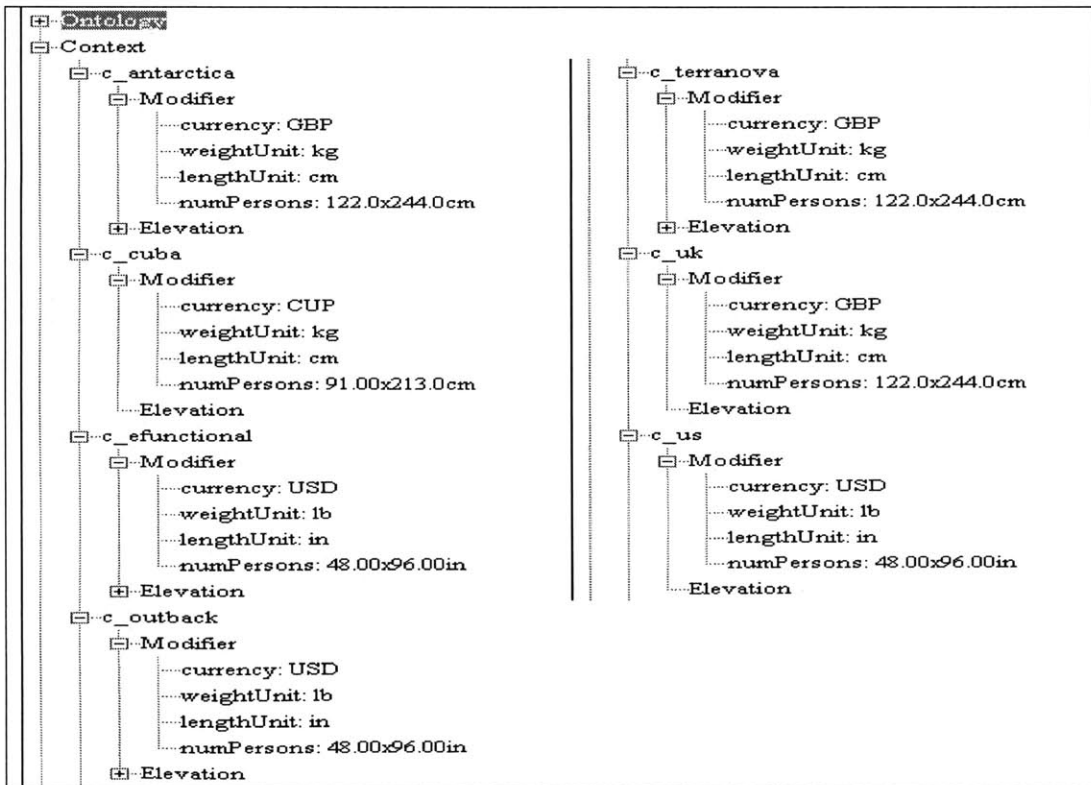 Ontology
Context
c_antarctica
Modifier
currency: GBP
weightUnit: kg
lengthUnit: cm
numPersons: 122.0x244.0cm
Elevation
c_cuba
Modifier
currency: CUP
weightUnit: kg
lengthUnit: cm
numPersons: 91.00x213.0cm
Elevation
c_efunctional
Modifier
currency: USD
weightUnit: lb
lengthUnit: in
numPersons: 48.00x96.00in
Elevation
c_outback
Modifier
currency: USD
weightUnit: lb
lengthUnit: in
numPersons: 48.00x96.00in
Elevation
c_terranova
Modifier
currency: GBP
weightUnit: kg
lengthUnit: cm
numPersons: 122.0x244.0cm
Elevation
c_uk
Modifier
currency: GBP
weightUnit: kg
lengthUnit: cm
numPersons: 122.0x244.0cm
Elevation
c_us
Modifier
currency: USD
weightUnit: lb
lengthUnit: in
numPersons: 48.00x96.00in
Elevation